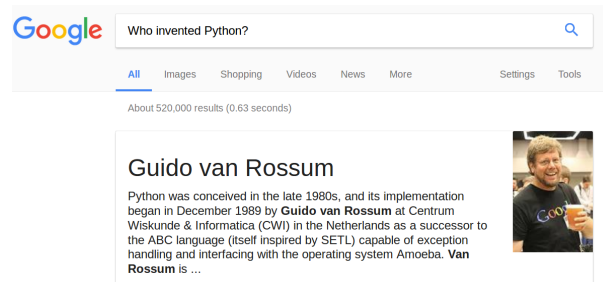 Google
Who invented Python?
All Images Shopping Videos News More Settings Tools
About 520,000 results (0.63 seconds)
Guido van Rossum
Python was conceived in the late 1980s, and its implementation
began in December 1989 by Guido van Rossum at Centrum
Wiskunde & Informatica (CWI) in the Netherlands as a successor to
the ABC language (itself inspired by SETL) capable of exception
handling and interfacing with the operating system Amoeba. Van
Rossum is ...